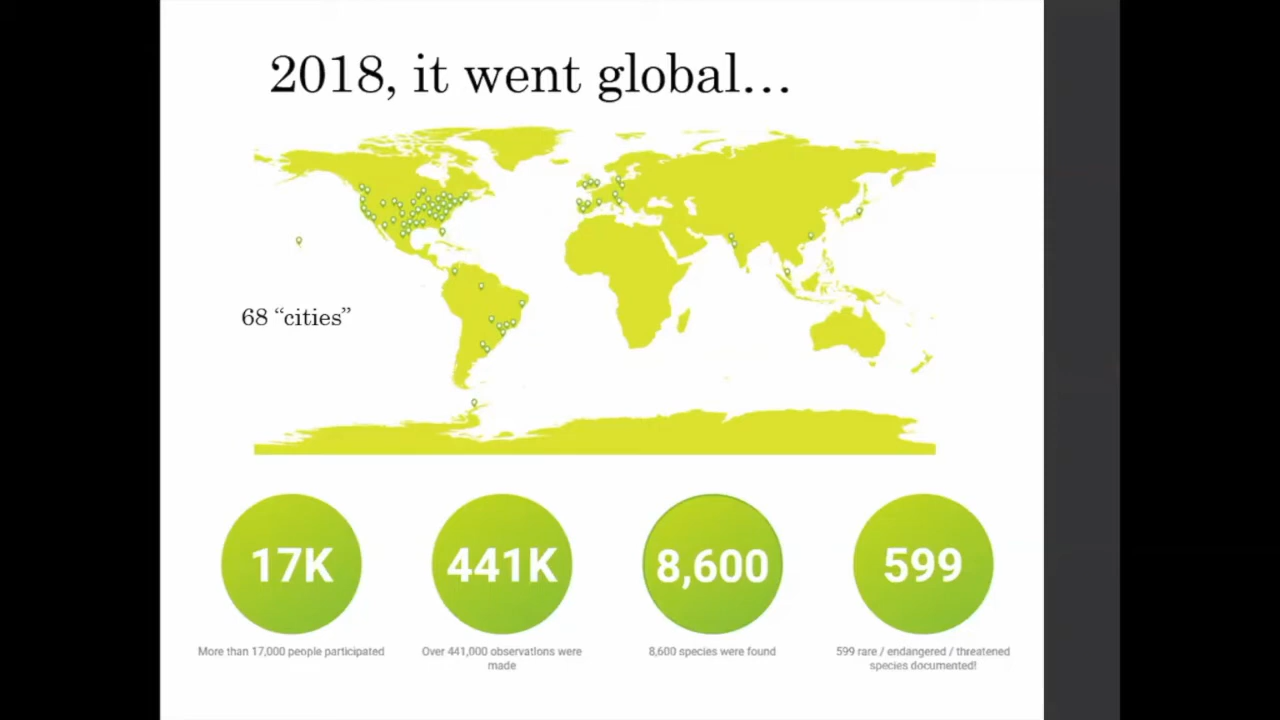 2018, it went global...
68 “cities”
17K
441K
8,600
599
More than 17,000 people participated
Over 441,000 observations were
made
8,600 species were found
599 rare / endangered / threatened
species documented!